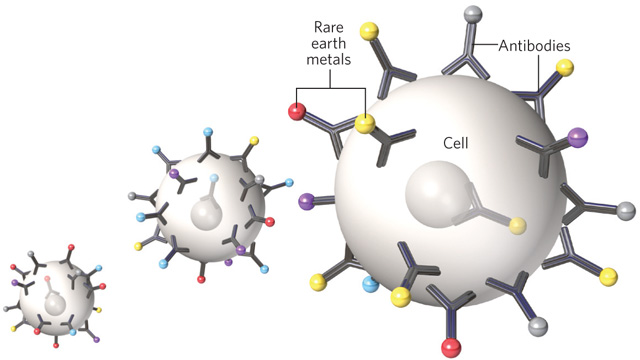 Rare
earth
metals
Antibodies
Cell